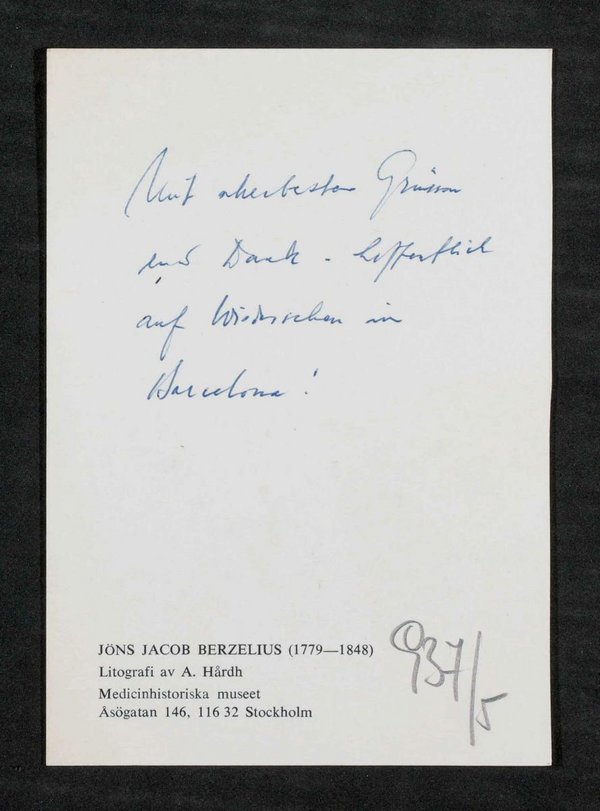 Mit allerbesten Grüssen
und Dank - hoffentlich
auf Wiedersehen in
Barcelona!
JÖNS JACOB BERZELIUS (1779—1848)
Litografi av A. Hårdh
Medicinhistoriska museet
Åsögatan 146, 116 32 Stockholm
937/5